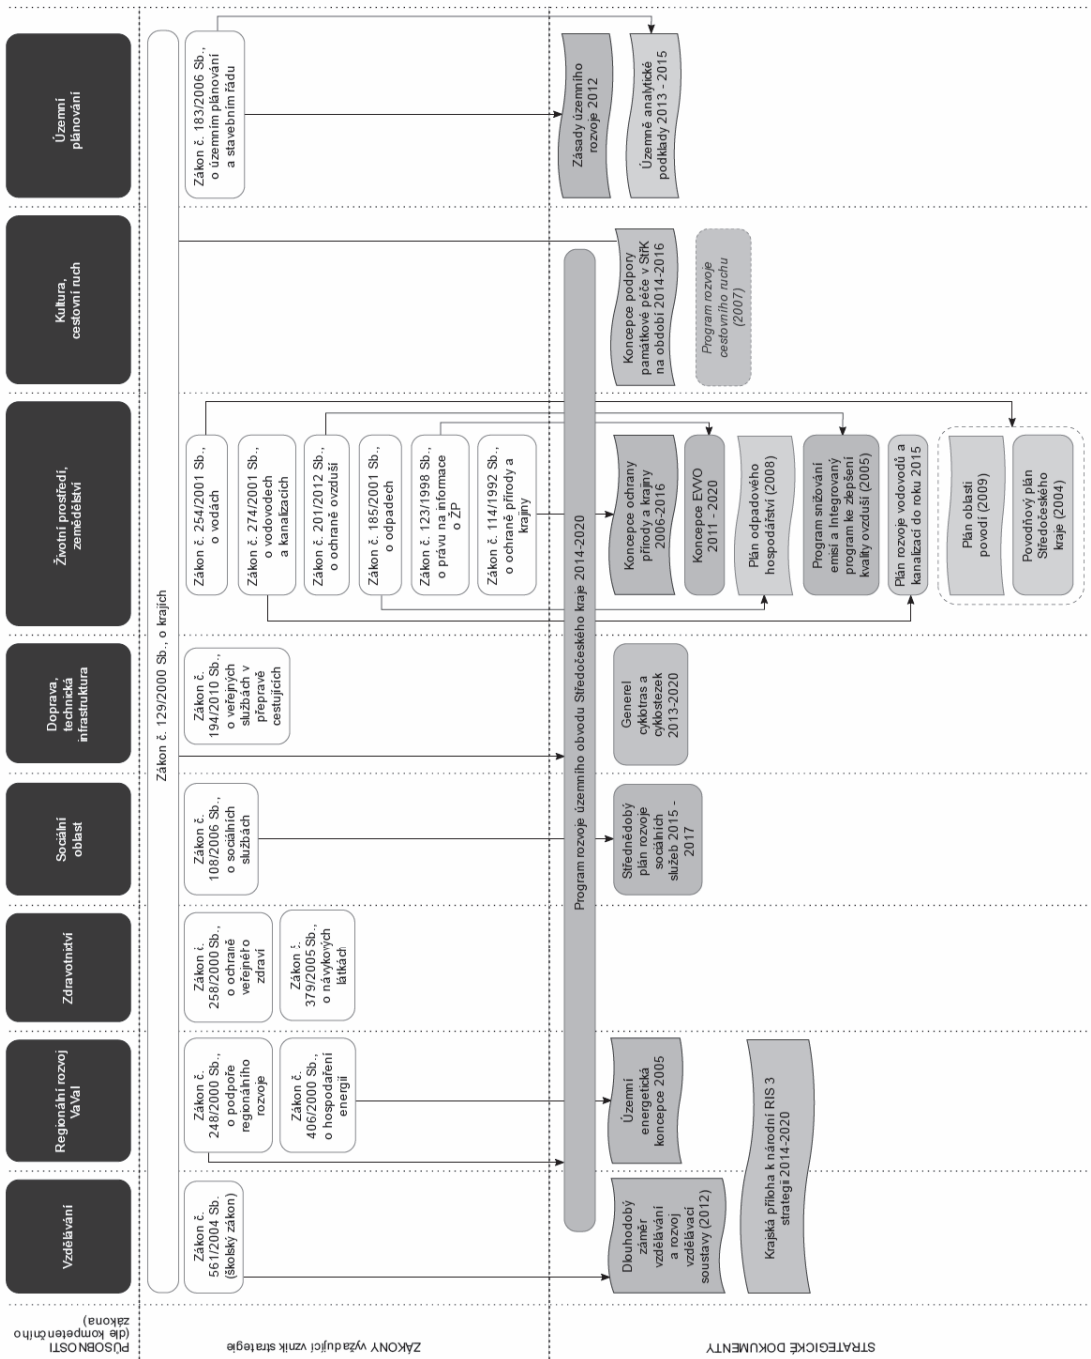 PŮSOBNOSTI
(dle kompetenčního
zákona)
Vzdělávání
Regionální rozvoj
VaVaI
Zdravotnictví
Sociální
oblast
Doprava,
technická
infrastruktura
Životní prostředí,
zemědělství
Kultura,
cestovní ruch
Územní
plánování
ZÁKONY vyžadující vznik strategie
Zákon č. 129/2000 Sb., o krajích
Zákon č.
561/2004 Sb.
(školský zákon)
Zákon č.
248/2000 Sb.,
o podpoře
regionálního
rozvoje
Zákon č.
406/2000 Sb.,
o hospodaření
energií
Zákon č.
258/2000 Sb.,
o ochraně
veřejného
zdraví
Zákon č.
379/2005 Sb.,
o návykových
látkách
Zákon č.
108/2006 Sb.,
o sociálních
službách
Zákon č.
194/2010 Sb.,
o veřejných
službách v
přepravě
cestujících
Zákon č. 254/2001 Sb.,
o vodách
Zákon č. 274/2001 Sb.,
o vodovodech
a kanalizacích
Zákon č. 201/2012 Sb.,
o ochraně ovzduší
Zákon č. 185/2001 Sb.,
o odpadech
Zákon č. 123/1998 Sb.,
o právu na informace
o ŽP
Zákon č. 114/1992 Sb.,
o ochraně přírody a
krajiny
Zákon č. 183/2006 Sb.,
o územním plánování
a stavebním řádu
STRATEGICKÉ DOKUMENTY
Program rozvoje územního obvodu Středočeského kraje 2014-2020
Dlouhodobý
záměr
vzdělávání
a rozvoj
vzdělávací
soustavy (2012)
Územní
energetická
koncepce 2005
Krajská příloha k národní RIS 3
strategii 2014-2020
Střednědobý
plán rozvoje
sociálních
služeb 2015 -
2017
Generel
cyklotras a
cyklostezek
2013-2020
Koncepce ochrany
přírody a krajiny
2006-2016
Koncepce EVVO
2011 - 2020
Plán odpadového
hospodářství (2008)
Program snižování
emisí a Integrovaný
program ke zlepšení
kvality ovzduší (2005)
Plán rozvoje vodovodů a
kanalizací do roku 2015
Plán oblasti
povodí (2009)
Povodňový plán
Středočeského
kraje (2004)
Koncepce podpory
památkové péče v StřK
na období 2014-2016
Program rozvoje
cestovního ruchu
(2007)
Zásady územního
rozvoje 2012
Územně analytické
podklady 2013 - 2015